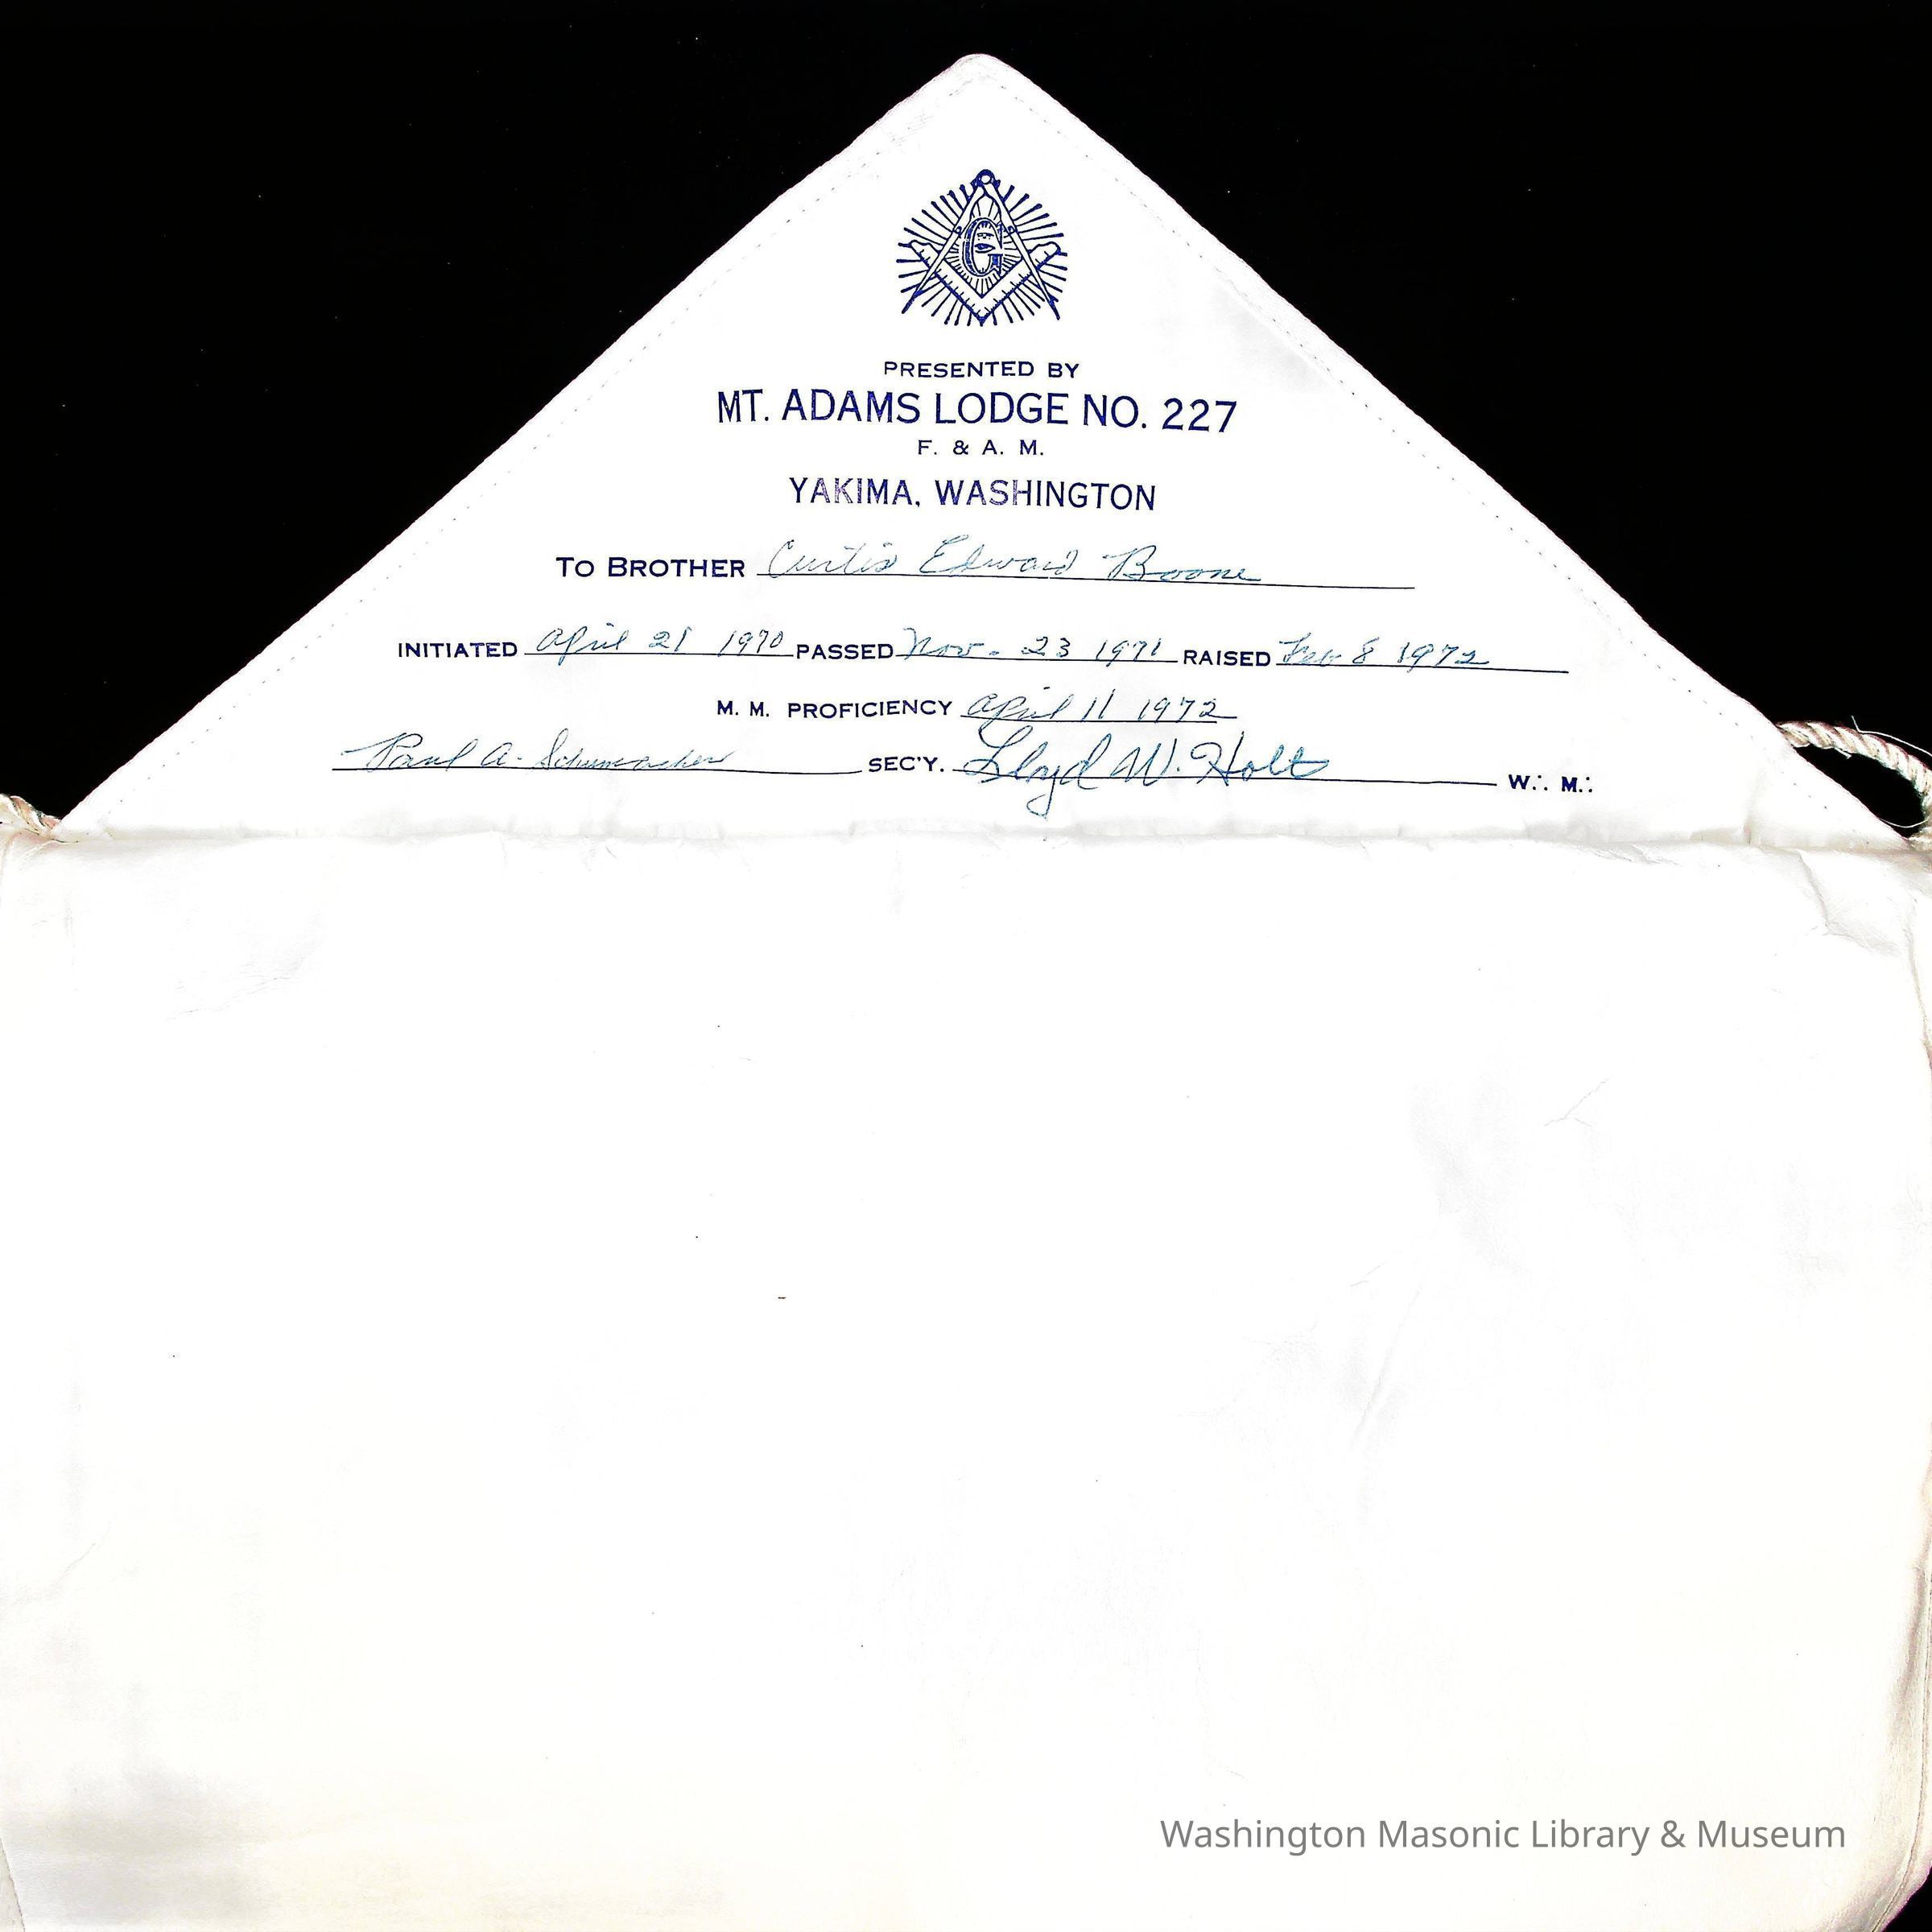 G
PRESENTED BY
MT. ADAMS LODGE NO. 227
F. & A. M.
YAKIMA, WASHINGTON
TO BROTHER Curtis Edward Boone
INITIATED April 21 1970 PASSED Nov. 23 1971 RAISED Feb 8 1972
M. M. PROFICIENCY April 11 1972
Paul A. Schumacher SEC'Y. Lloyd W. Holt W∴ M∴
Washington Masonic Library & Museum